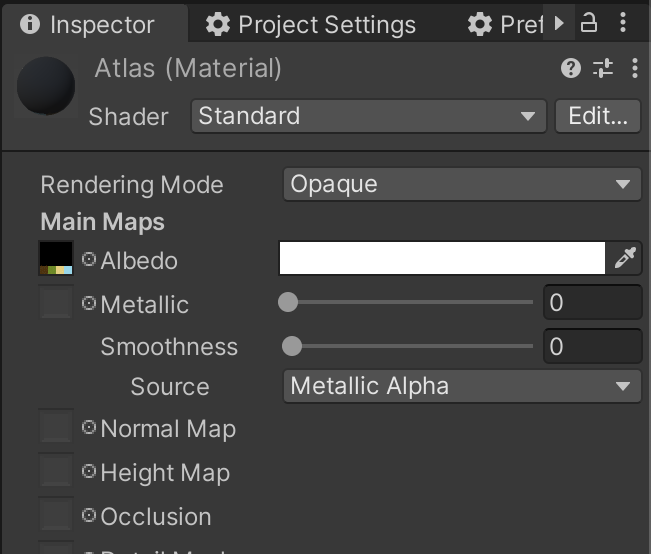 Inspector Project Settings Pref
Atlas (Material)
Shader Standard Edit...
Rendering Mode Opaque
Main Maps
Albedo
Metallic 0
Smoothness 0
Source Metallic Alpha
Normal Map
Height Map
Occlusion